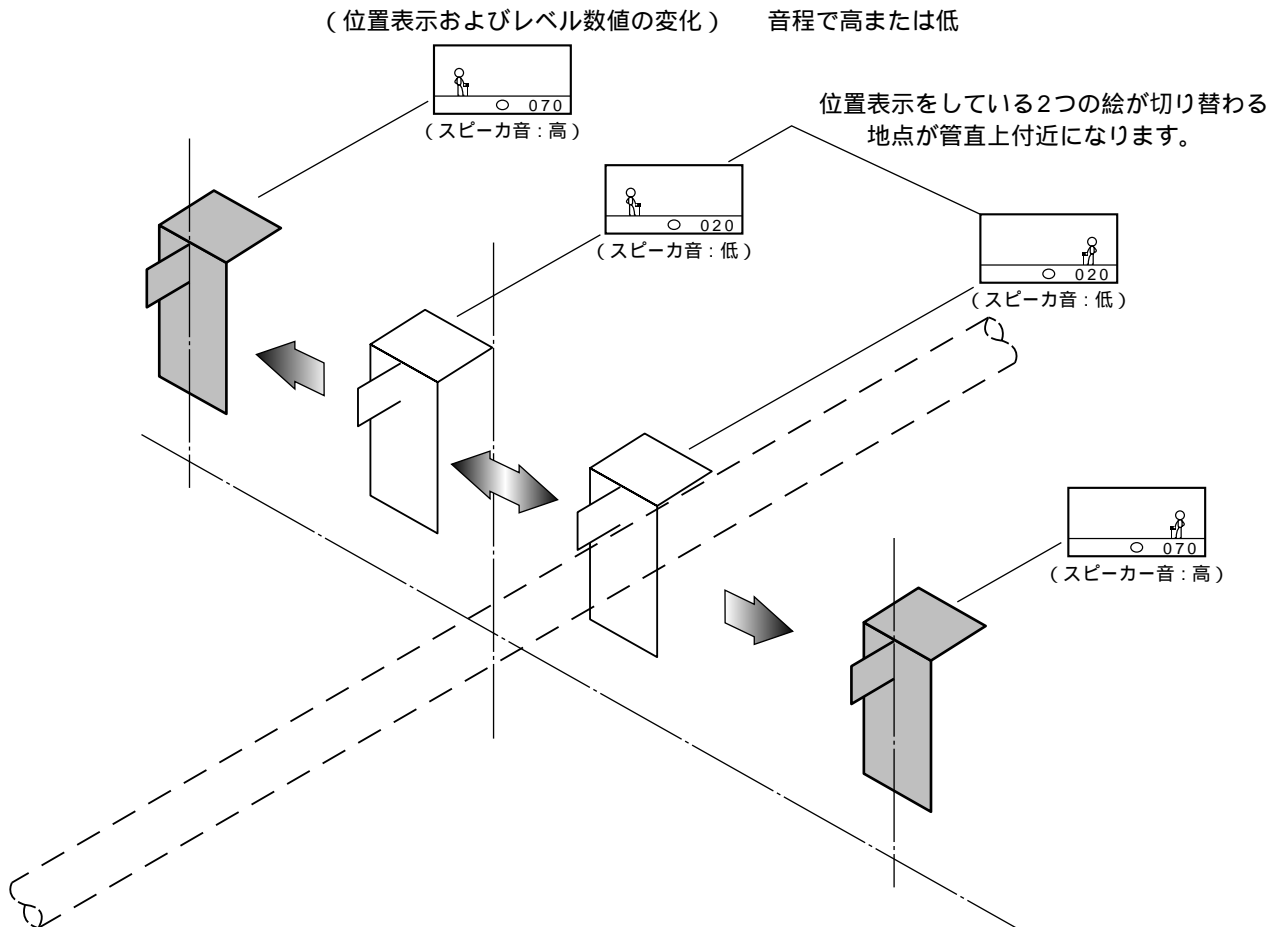 (位置表示およびレベル数値の変化) 音程で高または低
070
(スピーカ音:高)
位置表示をしている2つの絵が切り替わる
地点が管直上付近になります。
020
(スピーカ音:低)
020
(スピーカ音:低)
070
(スピーカー音:高)